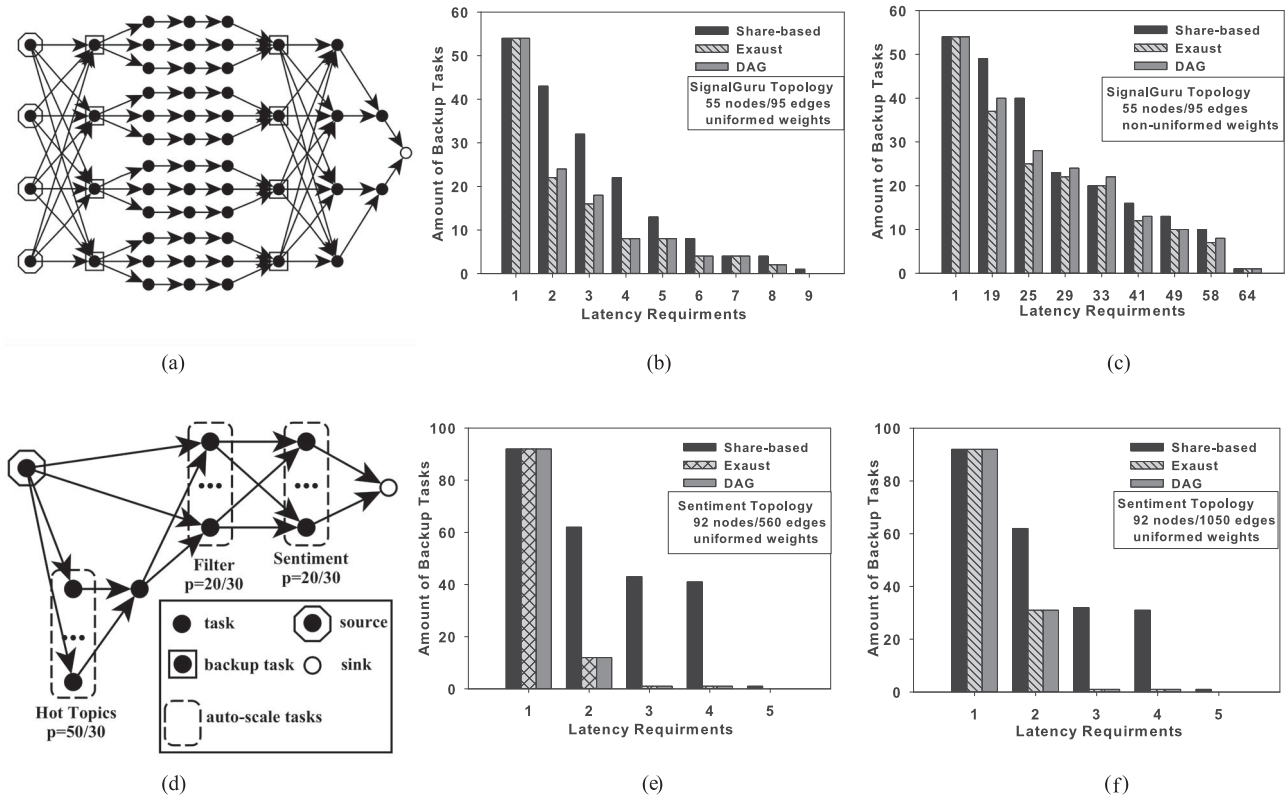 60
50
40
30
20
10
0
Amount of Backup Tasks
Share-based
Exaust
DAG
SignalGuru Topology
55 nodes/95 edges
uniformed weights
1 2 3 4 5 6 7 8 9
Latency Requirments
60
50
40
30
20
10
0
Amount of Backup Tasks
Share-based
Exaust
DAG
SignalGuru Topology
55 nodes/95 edges
non-uniformed weights
1 19 25 29 33 41 49 58 64
Latency Requirments
(a)
(b)
(c)
Filter
p=20/30
Sentiment
p=20/30
Hot Topics
p=50/30
task
source
backup task
sink
auto-scale tasks
100
80
60
40
20
0
Amount of Backup Tasks
Share-based
Exaust
DAG
Sentiment Topology
92 nodes/560 edges
uniformed weights
1 2 3 4 5
Latency Requirments
100
80
60
40
20
0
Amount of Backup Tasks
Share-based
Exaust
DAG
Sentiment Topology
92 nodes/1050 edges
uniformed weights
1 2 3 4 5
Latency Requirments
(d)
(e)
(f)